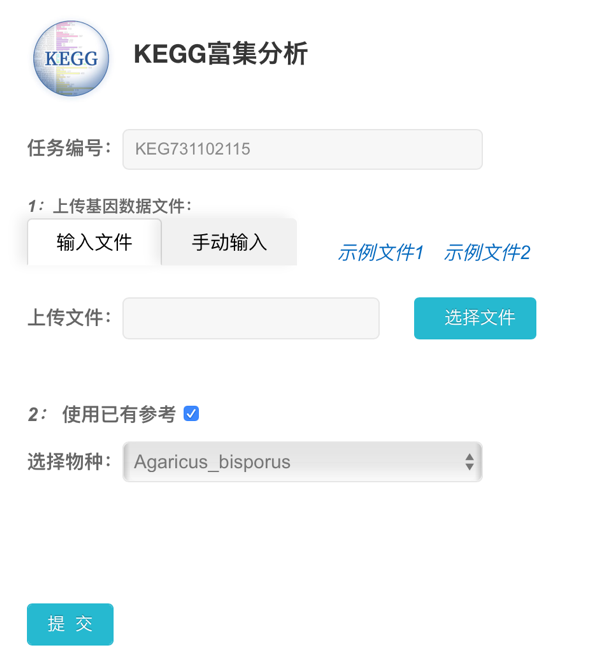 KEGG
KEGG富集分析
任务编号： KEG731102115
1： 上传基因数据文件：
输入文件 手动输入 示例文件1 示例文件2
上传文件： 选择文件
2： 使用已有参考
选择物种： Agaricus_bisporus
提 交